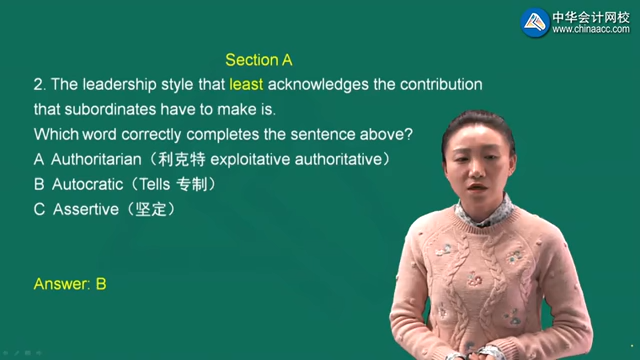 中华会计网校
www.chinaacc.com
Section A
2. The leadership style that least acknowledges the contribution
that subordinates have to make is.
Which word correctly completes the sentence above?
A Authoritarian（利克特 exploitative authoritative）
B Autocratic（Tells 专制）
C Assertive（坚定）
Answer: B